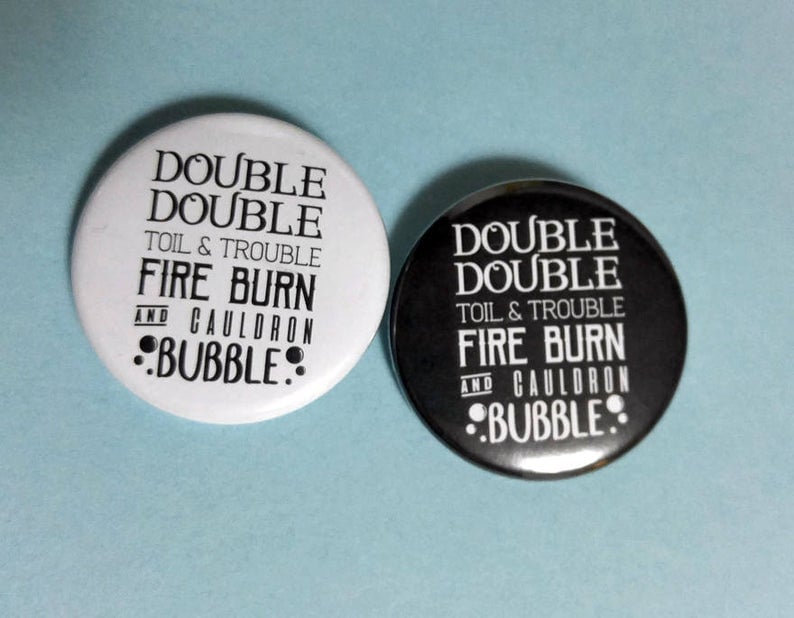 DOUBLE
DOUBLE
TOIL & TROUBLE
FIRE BURN
AND CAULDRON
BUBBLE
DOUBLE
DOUBLE
TOIL & TROUBLE
FIRE BURN
AND CAULDRON
BUBBLE